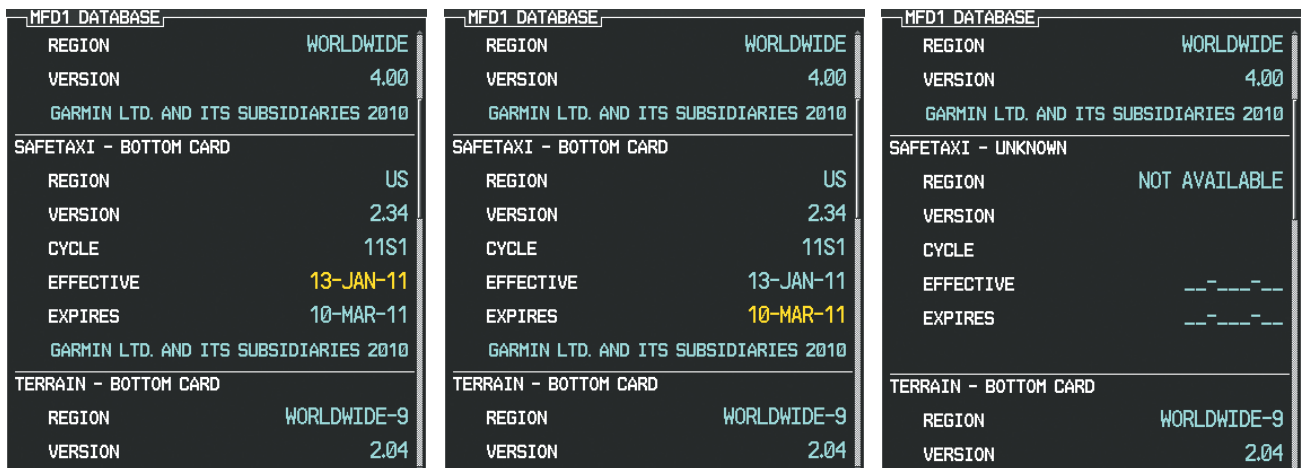 MFD1 DATABASE
REGION WORLDWIDE
VERSION 4.00
GARMIN LTD. AND ITS SUBSIDIARIES 2010
SAFETAXI - BOTTOM CARD
REGION US
VERSION 2.34
CYCLE 11S1
EFFECTIVE 13-JAN-11
EXPIRES 10-MAR-11
GARMIN LTD. AND ITS SUBSIDIARIES 2010
TERRAIN - BOTTOM CARD
REGION WORLDWIDE-9
VERSION 2.04
MFD1 DATABASE
REGION WORLDWIDE
VERSION 4.00
GARMIN LTD. AND ITS SUBSIDIARIES 2010
SAFETAXI - BOTTOM CARD
REGION US
VERSION 2.34
CYCLE 11S1
EFFECTIVE 13-JAN-11
EXPIRES 10-MAR-11
GARMIN LTD. AND ITS SUBSIDIARIES 2010
TERRAIN - BOTTOM CARD
REGION WORLDWIDE-9
VERSION 2.04
MFD1 DATABASE
REGION WORLDWIDE
VERSION 4.00
GARMIN LTD. AND ITS SUBSIDIARIES 2010
SAFETAXI - UNKNOWN
REGION NOT AVAILABLE
VERSION
CYCLE
EFFECTIVE __-___-__
EXPIRES __-___-__
TERRAIN - BOTTOM CARD
REGION WORLDWIDE-9
VERSION 2.04